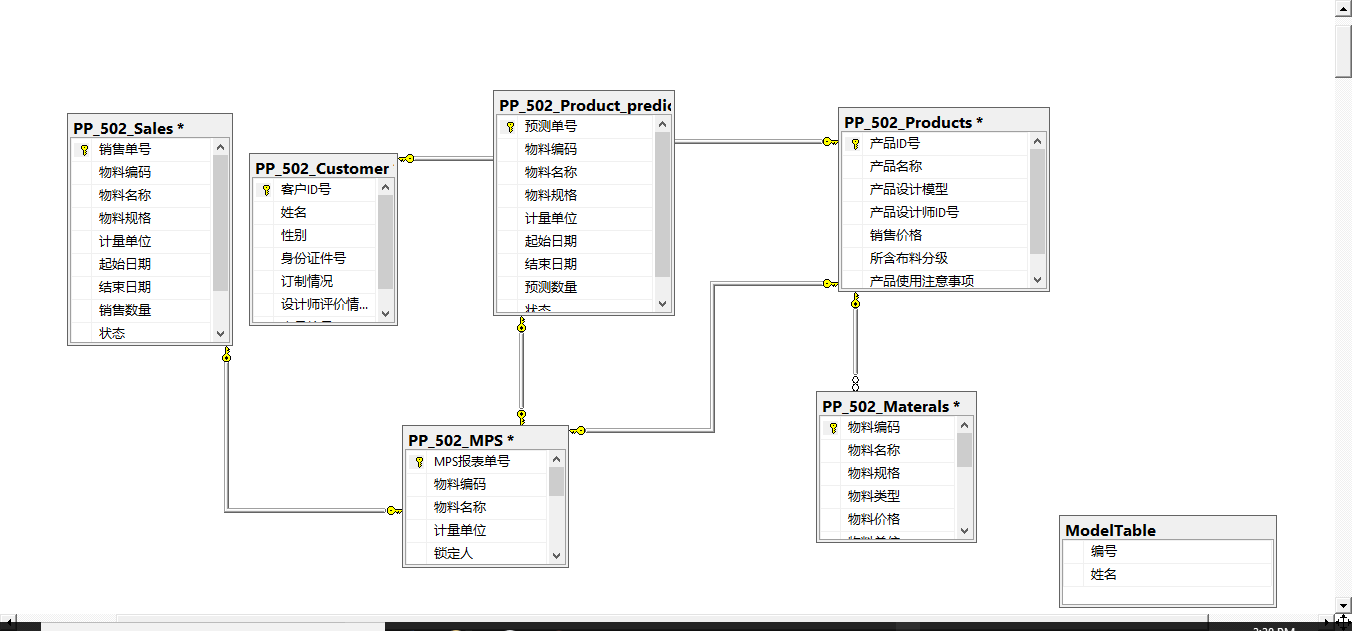 PP_502_Sales *
销售单号
物料编码
物料名称
物料规格
计量单位
起始日期
结束日期
销售数量
状态
PP_502_Customer
客户ID号
姓名
性别
身份证件号
订制情况
设计师评价情...
PP_502_Product_predic
预测单号
物料编码
物料名称
物料规格
计量单位
起始日期
结束日期
预测数量
状态
PP_502_Products *
产品ID号
产品名称
产品设计模型
产品设计师ID号
销售价格
所含布料分级
产品使用注意事项
PP_502_MPS *
MPS报表单号
物料编码
物料名称
计量单位
锁定人
PP_502_Materals *
物料编码
物料名称
物料规格
物料类型
物料价格
物料单位
ModelTable
编号
姓名